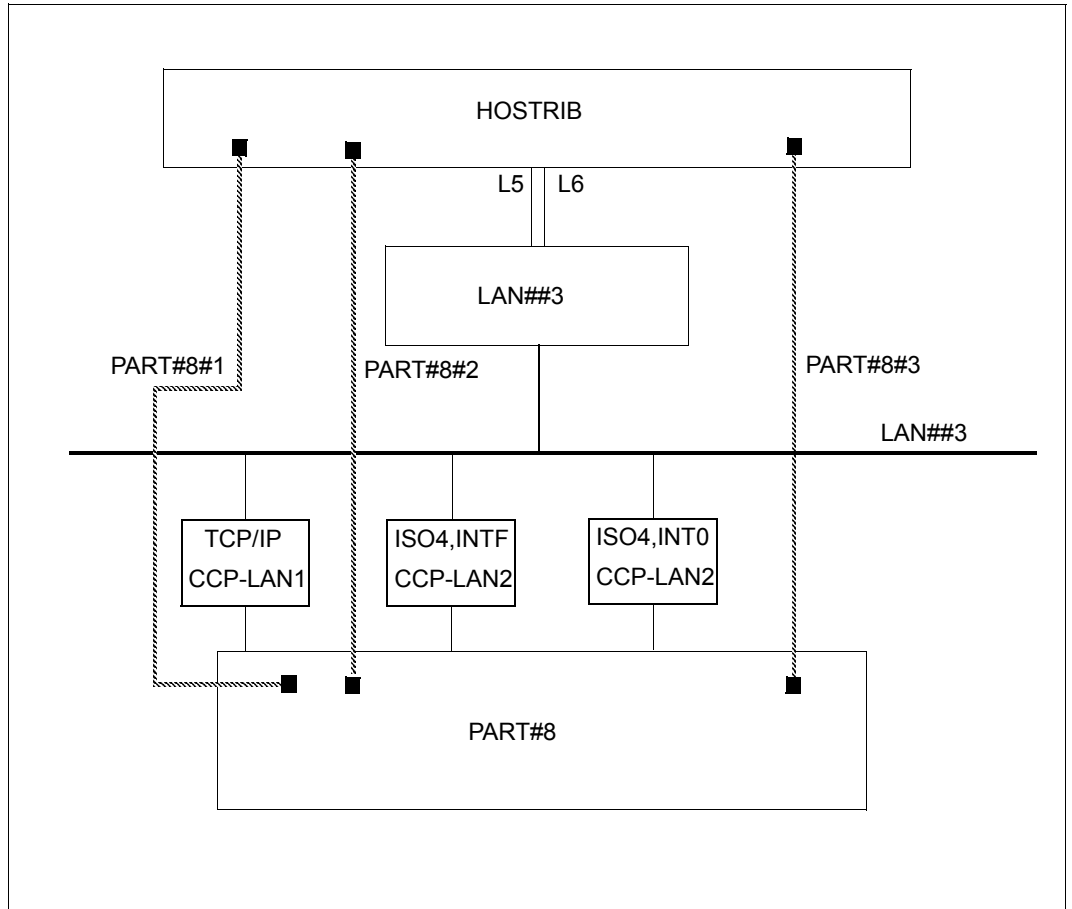 HOSTRIB
L5
L6
LAN##3
PART#8#1
PART#8#2
PART#8#3
LAN##3
TCP/IP
CCP-LAN1
ISO4,INTF
CCP-LAN2
ISO4,INT0
CCP-LAN2
PART#8